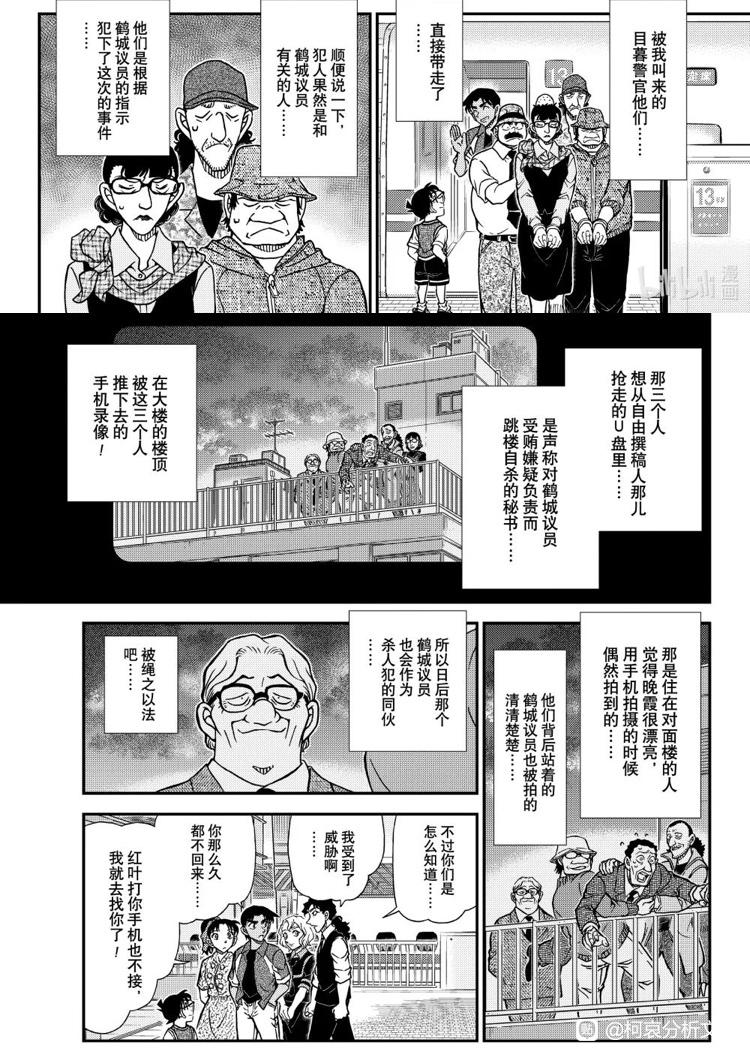 被我叫来的
目暮警官他们……
直接带走了
……
13
13
顺便说一下，
犯人果然是和
鹤城议员
有关的人……
他们是根据
鹤城议员的指示
犯下了这次的事件
……
bilibili
漫画
那三个人
想从自由撰稿人那儿
抢走的U盘里……
是声称对鹤城议员
受贿嫌疑负责而
跳楼自杀的秘书……
在大楼的楼顶
被这三个人
推下去的
手机录像！
那是住在对面楼的人
觉得晚霞很漂亮，
用手机拍摄的时候
偶然拍到的……
他们背后站着的
鹤城议员也被拍的
清清楚楚……
所以日后那个
鹤城议员
也会作为
杀人犯的同伙
……
被绳之以法
吧……
不过你们是
怎么知道……
我受到了
威胁啊
……
你那么久
都不回来……
红叶打你手机也不接，
我就去找你了！
@柯哀分析文